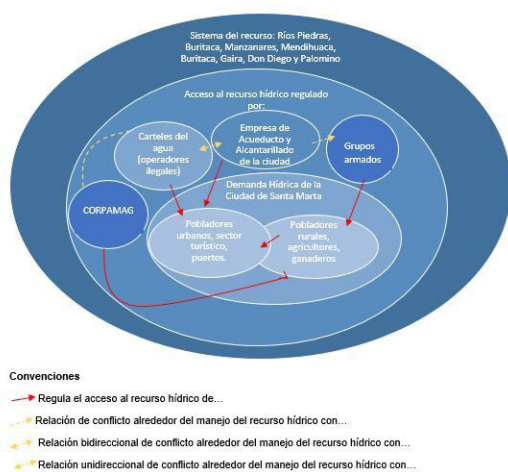 Sistema del recurso: Ríos Piedras,
Buritaca, Manzanares, Mendihuaca,
Buritaca, Gaira, Don Diego y Palomino
Acceso al recurso hídrico regulado
por:
Carteles del
agua
(operadores
ilegales)
Empresa de
Acueducto y
Alcantarillado
de la ciudad
Grupos
armados
CORPAMAG
Demanda Hídrica de la
Ciudad de Santa Marta
Pobladores
urbanos, sector
turístico,
puertos.
Pobladores
rurales,
agricultores,
ganaderos
Convenciones
Regula el acceso al recurso hídrico de…
Relación de conflicto alrededor del manejo del recurso hídrico con…
Relación bidireccional de conflicto alrededor del manejo del recurso hídrico con…
Relación unidireccional de conflicto alrededor del manejo del recurso hídrico con…